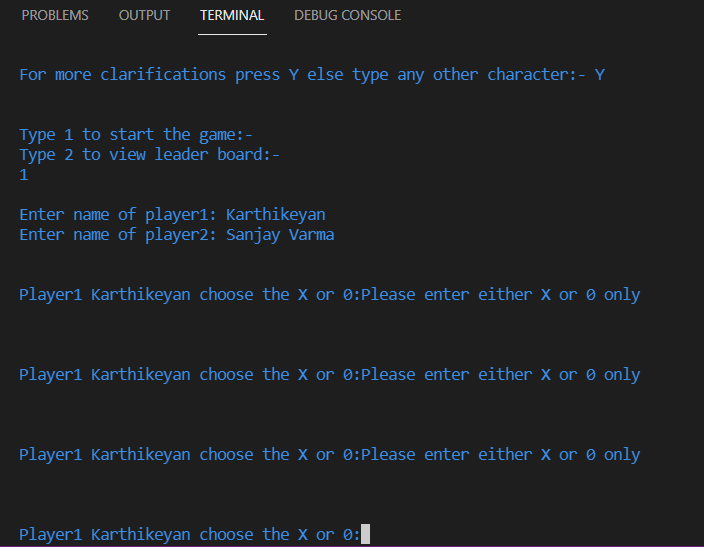 PROBLEMS OUTPUT TERMINAL DEBUG CONSOLE
For more clarifications press Y else type any other character:- Y
Type 1 to start the game:-
Type 2 to view leader board:-
1
Enter name of player1: Karthikeyan
Enter name of player2: Sanjay Varma
Player1 Karthikeyan choose the X or 0:Please enter either X or 0 only
Player1 Karthikeyan choose the X or 0:Please enter either X or 0 only
Player1 Karthikeyan choose the X or 0:Please enter either X or 0 only
Player1 Karthikeyan choose the X or 0: